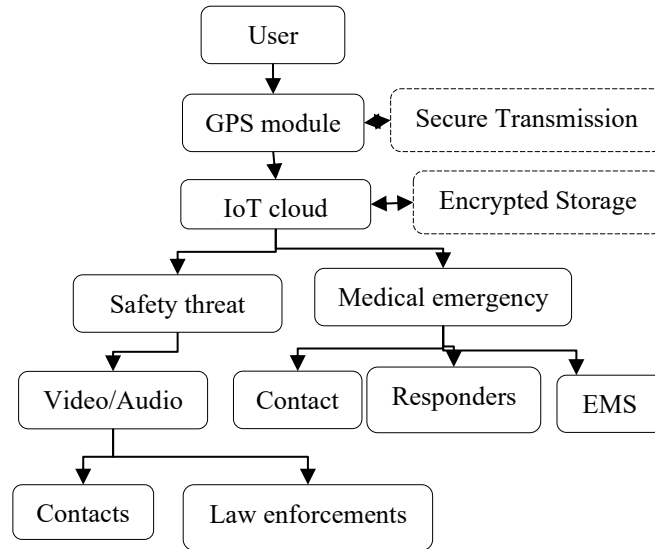 User
GPS module
Secure Transmission
IoT cloud
Encrypted Storage
Safety threat
Medical emergency
Video/Audio
Contact
Responders
EMS
Contacts
Law enforcements